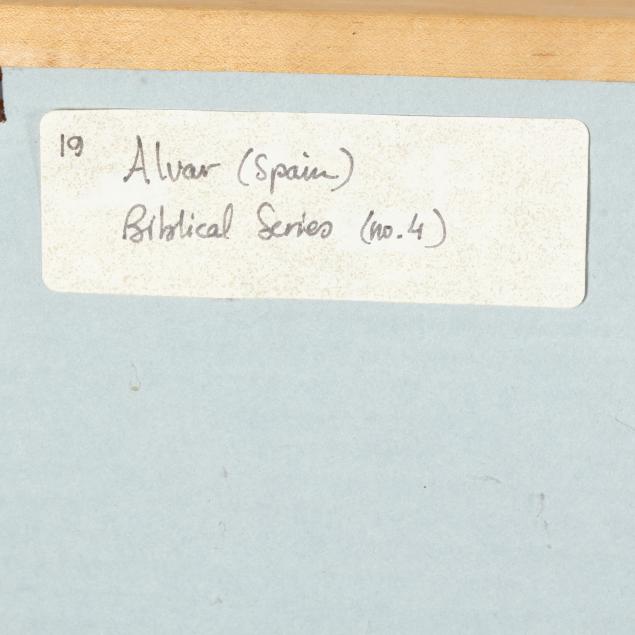 19
Alvar (Spain)
Biblical Series (no.4)